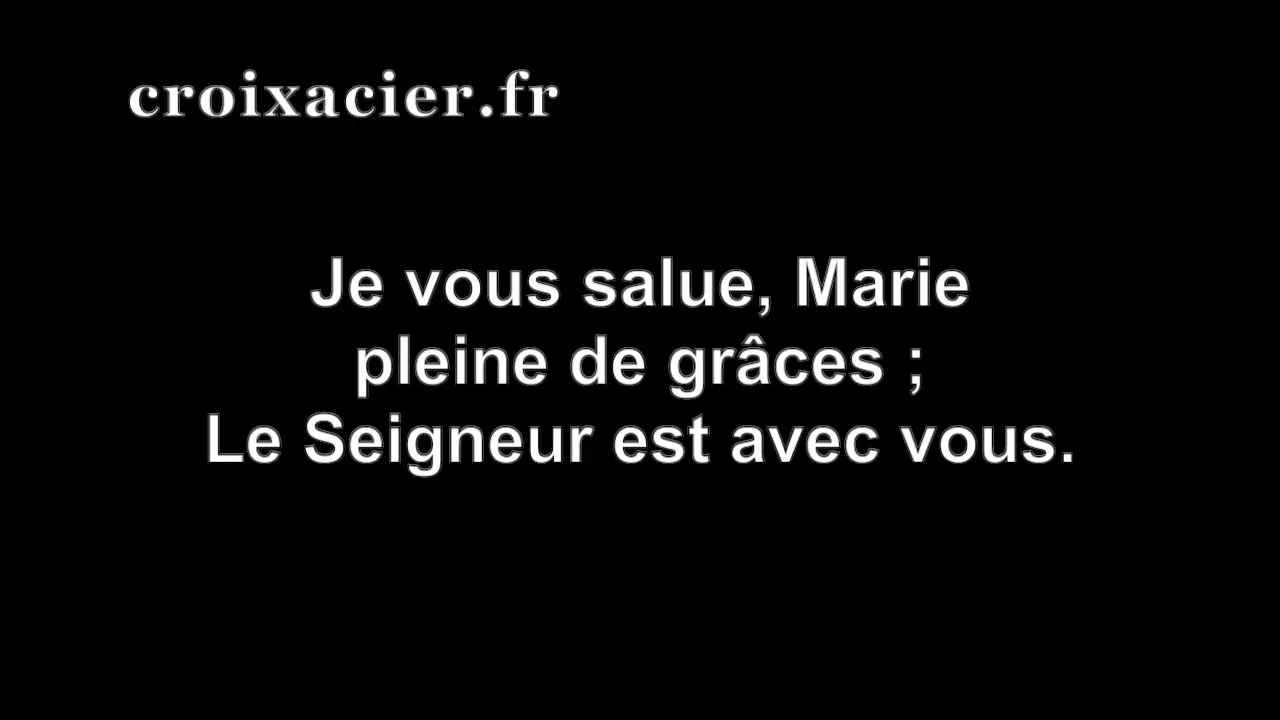 croixacier.fr
Je vous salue, Marie
pleine de grâces ;
Le Seigneur est avec vous.